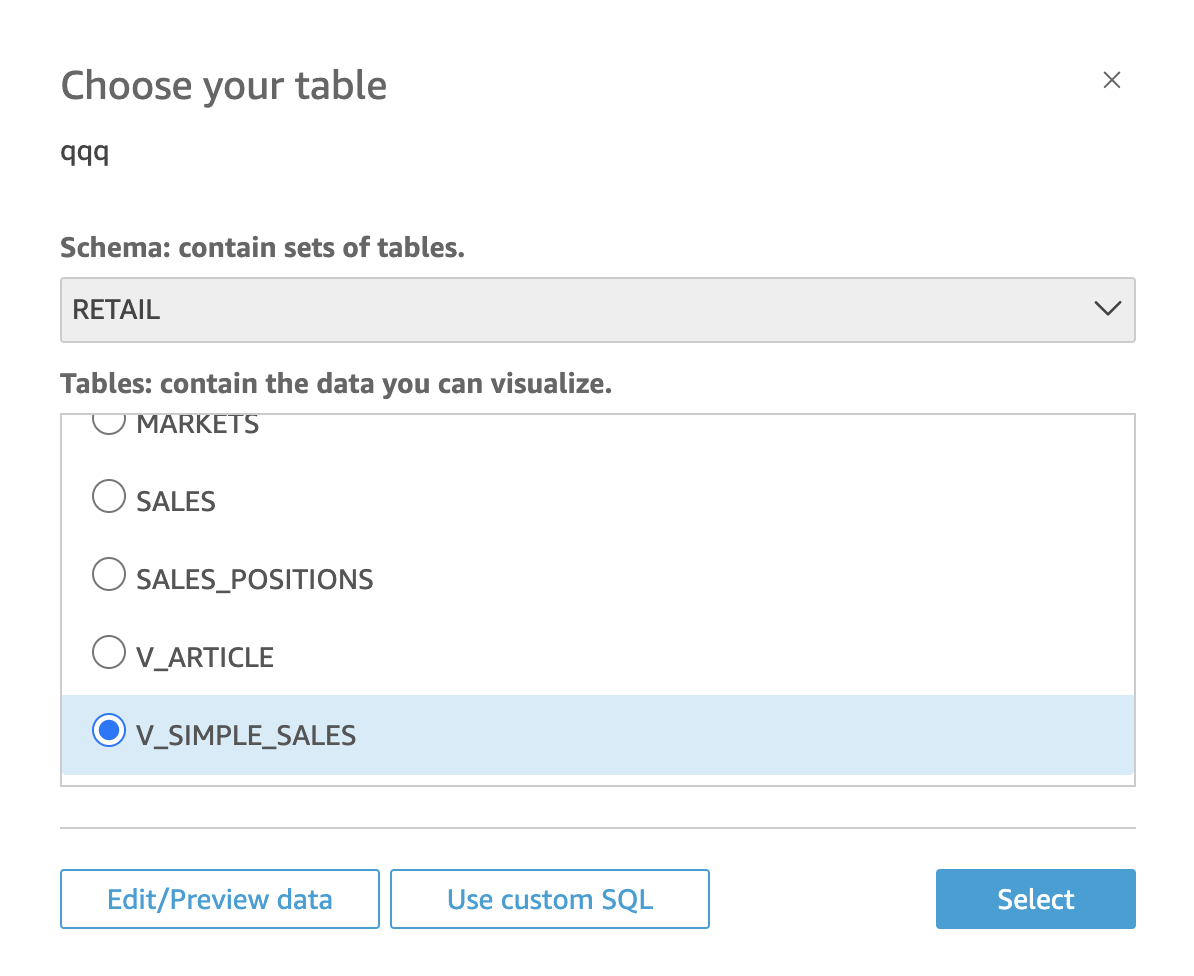 Choose your table
qqq
Schema: contain sets of tables.
RETAIL
Tables: contain the data you can visualize.
MARKETS
SALES
SALES_POSITIONS
V_ARTICLE
V_SIMPLE_SALES
Edit/Preview data
Use custom SQL
Select